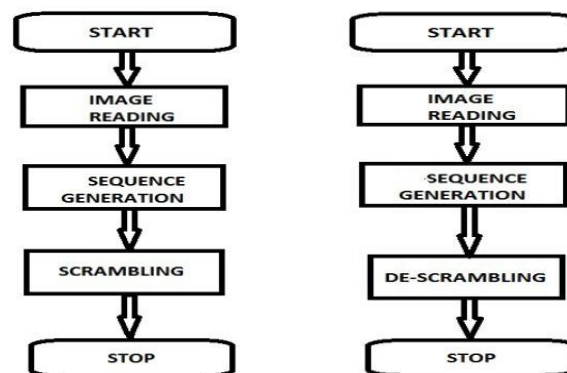 START
IMAGE
READING
SEQUENCE
GENERATION
SCRAMBLING
STOP
START
IMAGE
READING
SEQUENCE
GENERATION
DE-SCRAMBLING
STOP